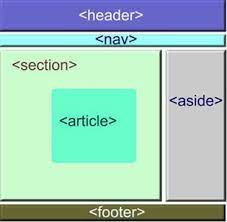 <header>
<nav>
<section>
<article>
<aside>
<footer>